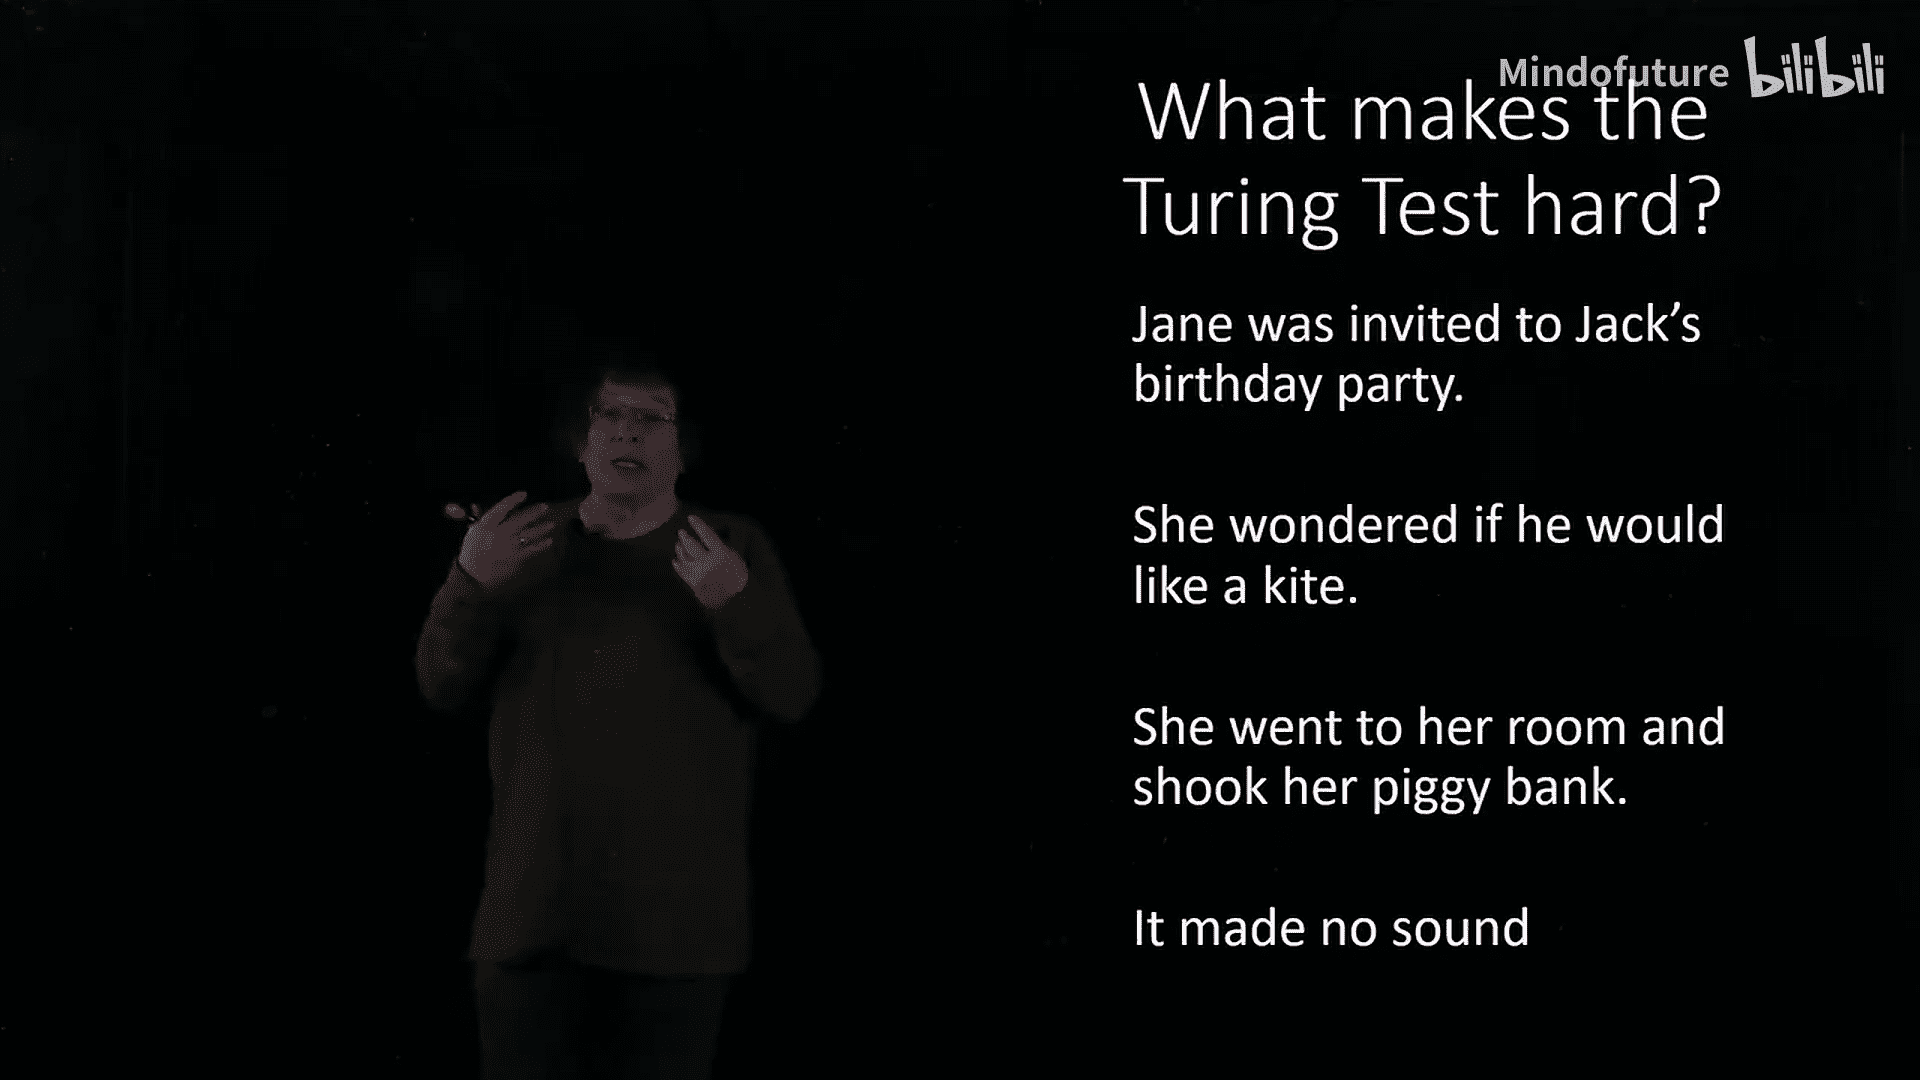 Mindofuture bilibili
What makes the
Turing Test hard?
Jane was invited to Jack’s
birthday party.
She wondered if he would
like a kite.
She went to her room and
shook her piggy bank.
It made no sound